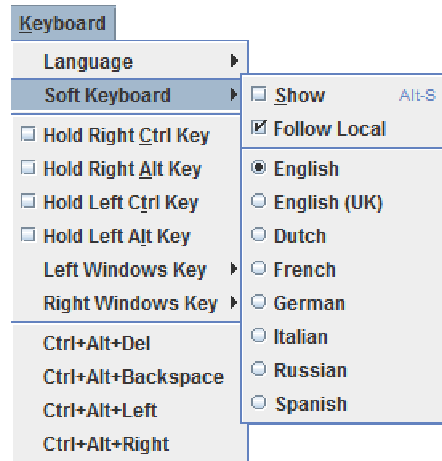 Keyboard
Language
Soft Keyboard
Hold Right Ctrl Key
Hold Right Alt Key
Hold Left Ctrl Key
Hold Left Alt Key
Left Windows Key
Right Windows Key
Ctrl+Alt+Del
Ctrl+Alt+Backspace
Ctrl+Alt+Left
Ctrl+Alt+Right
Show Alt-S
Follow Local
English
English (UK)
Dutch
French
German
Italian
Russian
Spanish